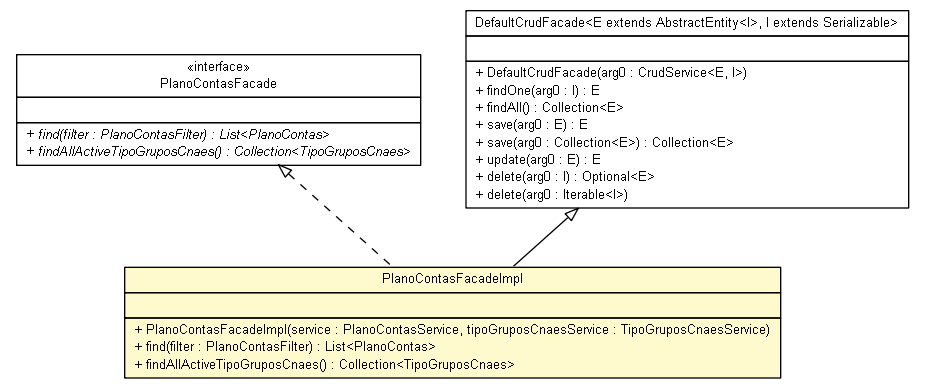 DefaultCrudFacade<E extends AbstractEntity<I>, I extends Serializable>
+ DefaultCrudFacade(arg0 : CrudService<E, I>)
+ findOne(arg0 : I) : E
+ findAll() : Collection<E>
+ save(arg0 : E) : E
+ save(arg0 : Collection<E>) : Collection<E>
+ update(arg0 : E) : E
+ delete(arg0 : I) : Optional<E>
+ delete(arg0 : Iterable<I>)
«interface»
PlanoContasFacade
+ find(filter : PlanoContasFilter) : List<PlanoContas>
+ findAllActiveTipoGruposCnaes() : Collection<TipoGruposCnaes>
PlanoContasFacadeImpl
+ PlanoContasFacadeImpl(service : PlanoContasService, tipoGruposCnaesService : TipoGruposCnaesService)
+ find(filter : PlanoContasFilter) : List<PlanoContas>
+ findAllActiveTipoGruposCnaes() : Collection<TipoGruposCnaes>